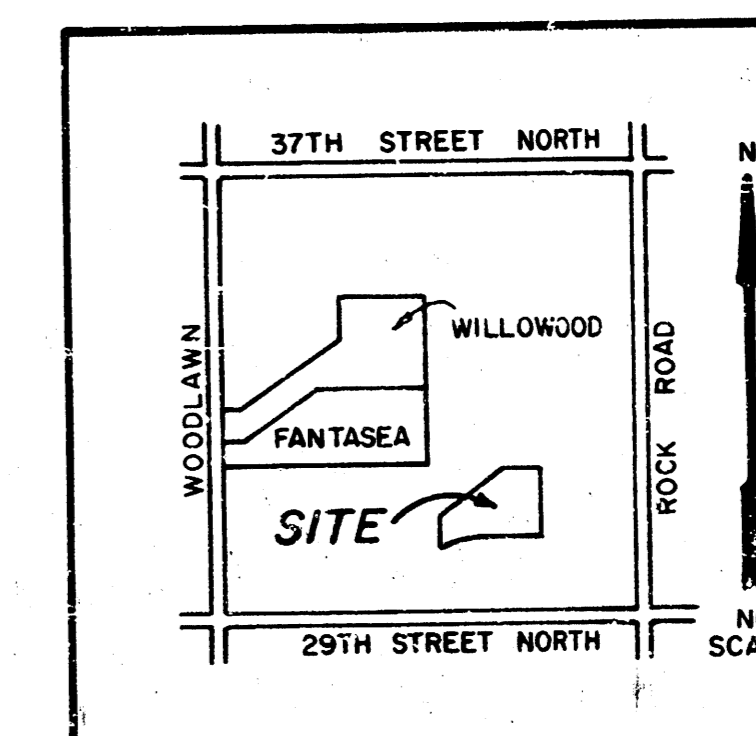 37TH STREET NORTH
N
WILLOWOOD
WOODLAWN
ROCK ROAD
FANTASEA
SITE
29TH STREET NORTH